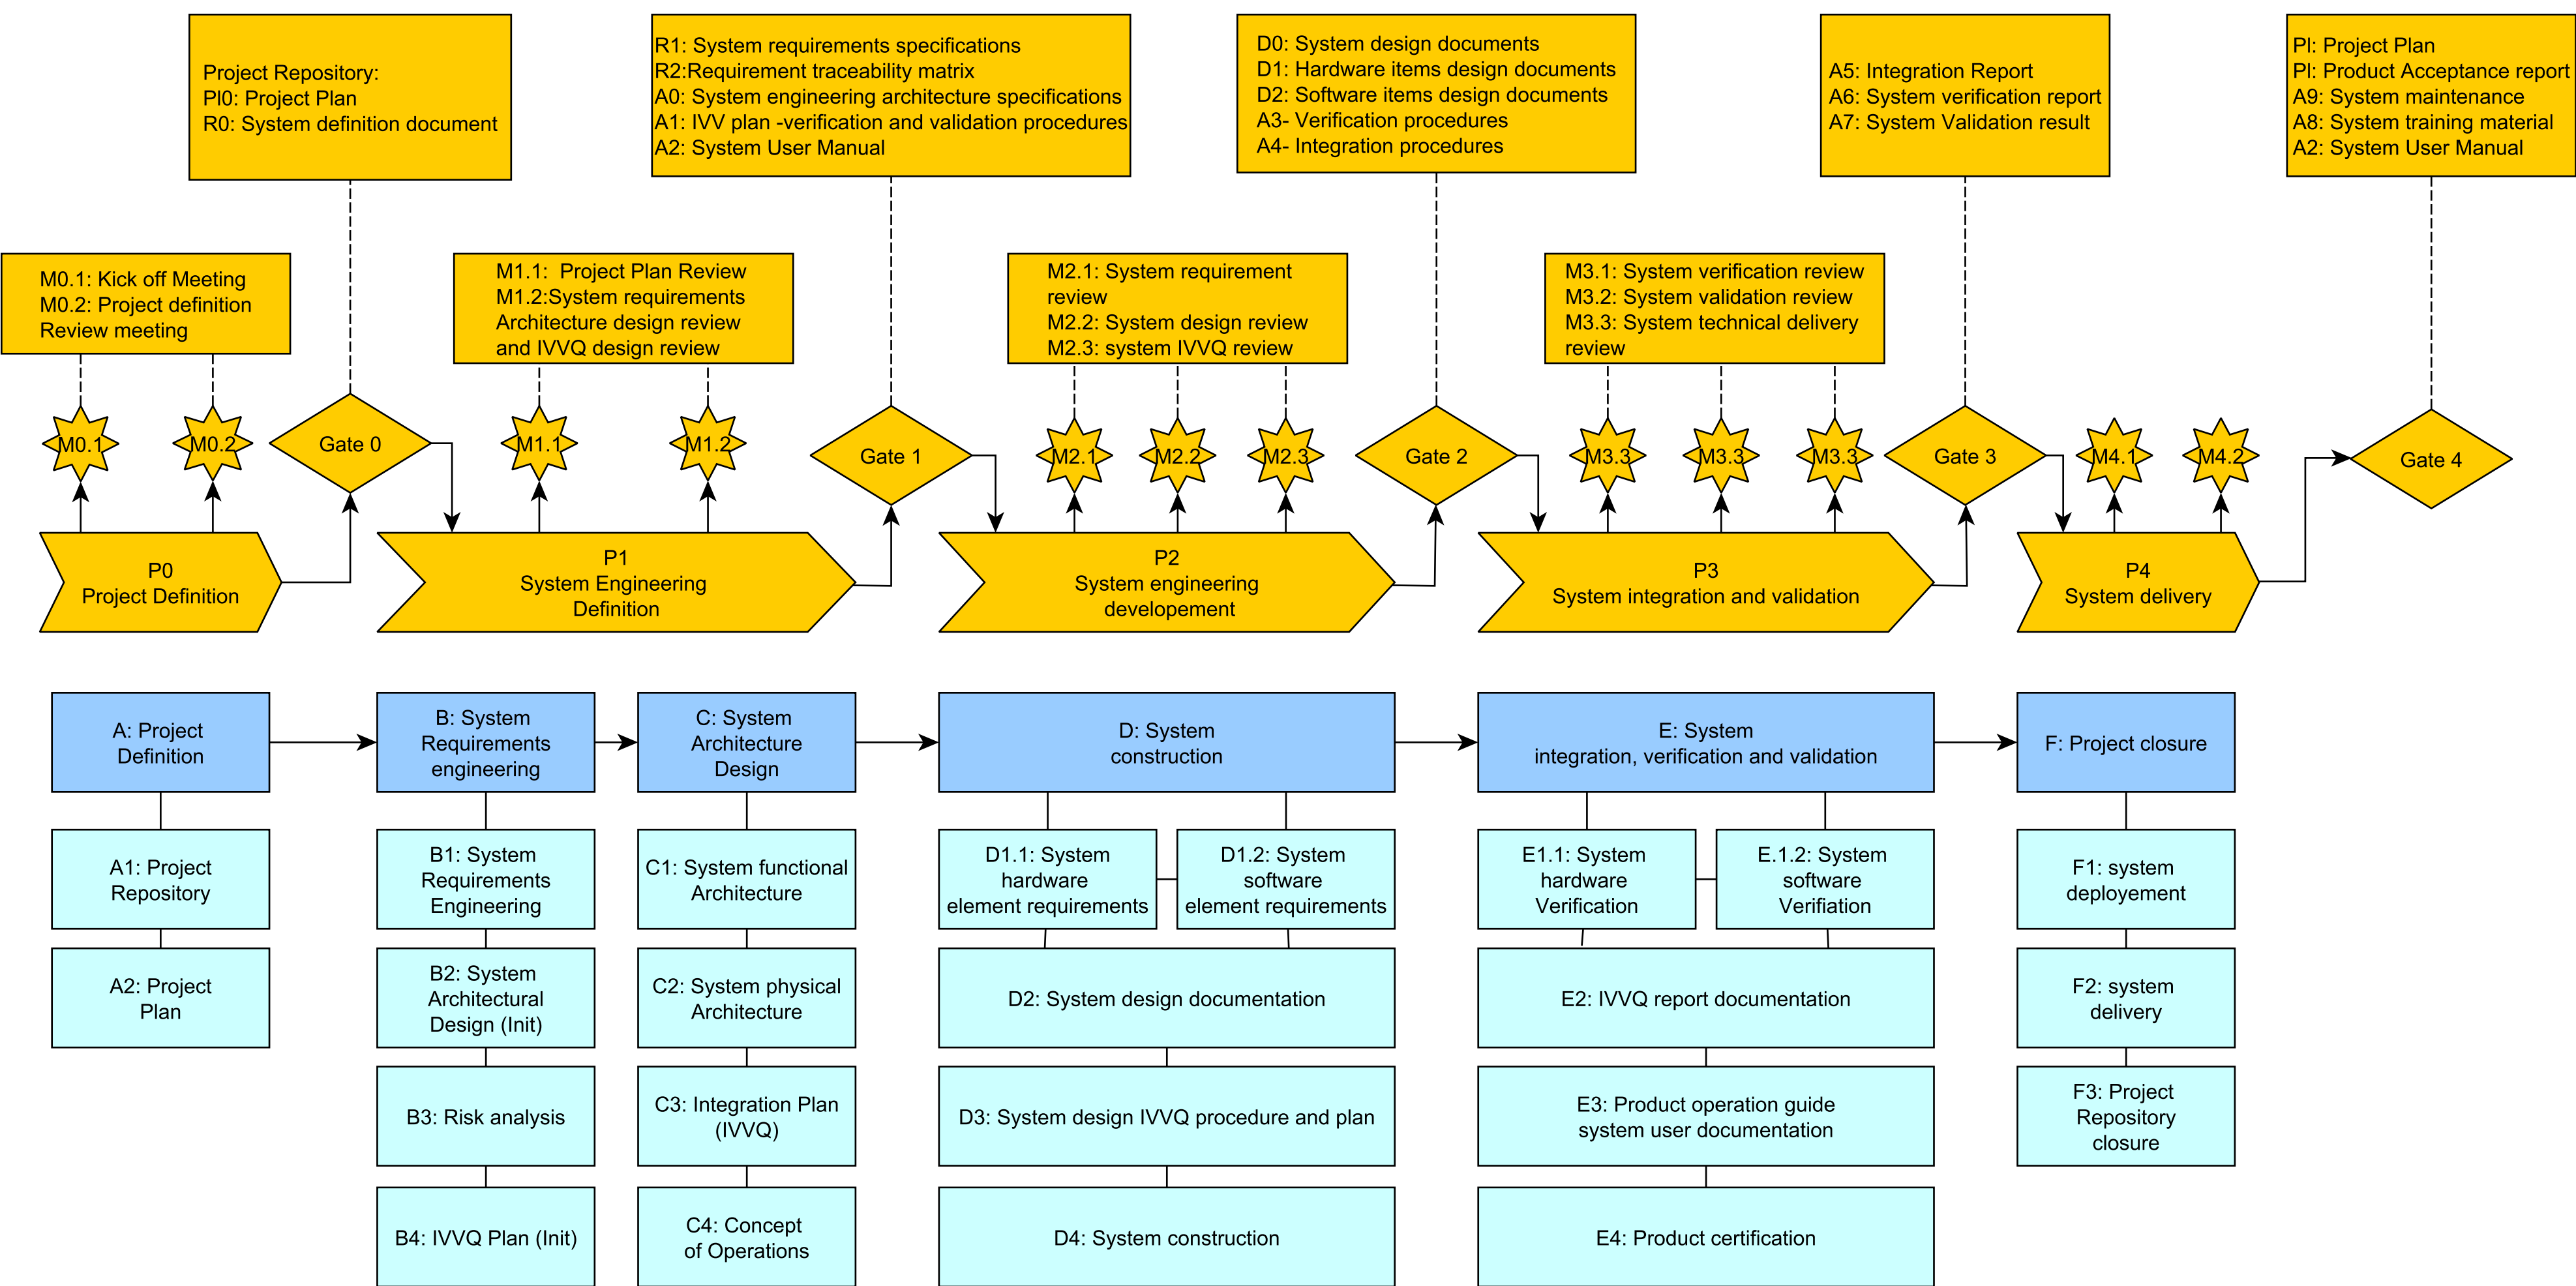 Project Repository:
Pl0: Project Plan
R0: System definition document
R1: System requirements specifications
R2:Requirement traceability matrix
A0: System engineering architecture specifications
A1: IVV plan -verification and validation procedures
A2: System User Manual
D0: System design documents
D1: Hardware items design documents
D2: Software items design documents
A3- Verification procedures
A4- Integration procedures
A5: Integration Report
A6: System verification report
A7: System Validation result
Pl: Project Plan
Pl: Product Acceptance report
A9: System maintenance
A8: System training material
A2: System User Manual
M0.1: Kick off Meeting
M0.2: Project definition
Review meeting
M1.1:  Project Plan Review
M1.2:System requirements
Architecture design review
and IVVQ design review
M2.1: System requirement
review
M2.2: System design review
M2.3: system IVVQ review
M3.1: System verification review
M3.2: System validation review
M3.3: System technical delivery
review
M0.1
M0.2
Gate 0
M1.1
M1.2
Gate 1
M2.1
M2.2
M2.3
Gate 2
M3.3
M3.3
M3.3
Gate 3
M4.1
M4.2
Gate 4
P0
Project Definition
P1
System Engineering
Definition
P2
System engineering
developement
P3
System integration and validation
P4
System delivery
A: Project
Definition
B: System
Requirements
engineering
C: System
Architecture
Design
D: System
construction
E: System
integration, verification and validation
F: Project closure
A1: Project
Repository
B1: System
Requirements
Engineering
C1: System functional
Architecture
D1.1: System
hardware
element requirements
D1.2: System
software
element requirements
E1.1: System
hardware
Verification
E.1.2: System
software
Verifiation
F1: system
deployement
A2: Project
Plan
B2: System
Architectural
Design (Init)
C2: System physical
Architecture
D2: System design documentation
E2: IVVQ report documentation
F2: system
delivery
B3: Risk analysis
C3: Integration Plan
(IVVQ)
D3: System design IVVQ procedure and plan
E3: Product operation guide
system user documentation
F3: Project
Repository
closure
B4: IVVQ Plan (Init)
C4: Concept
of Operations
D4: System construction
E4: Product certification